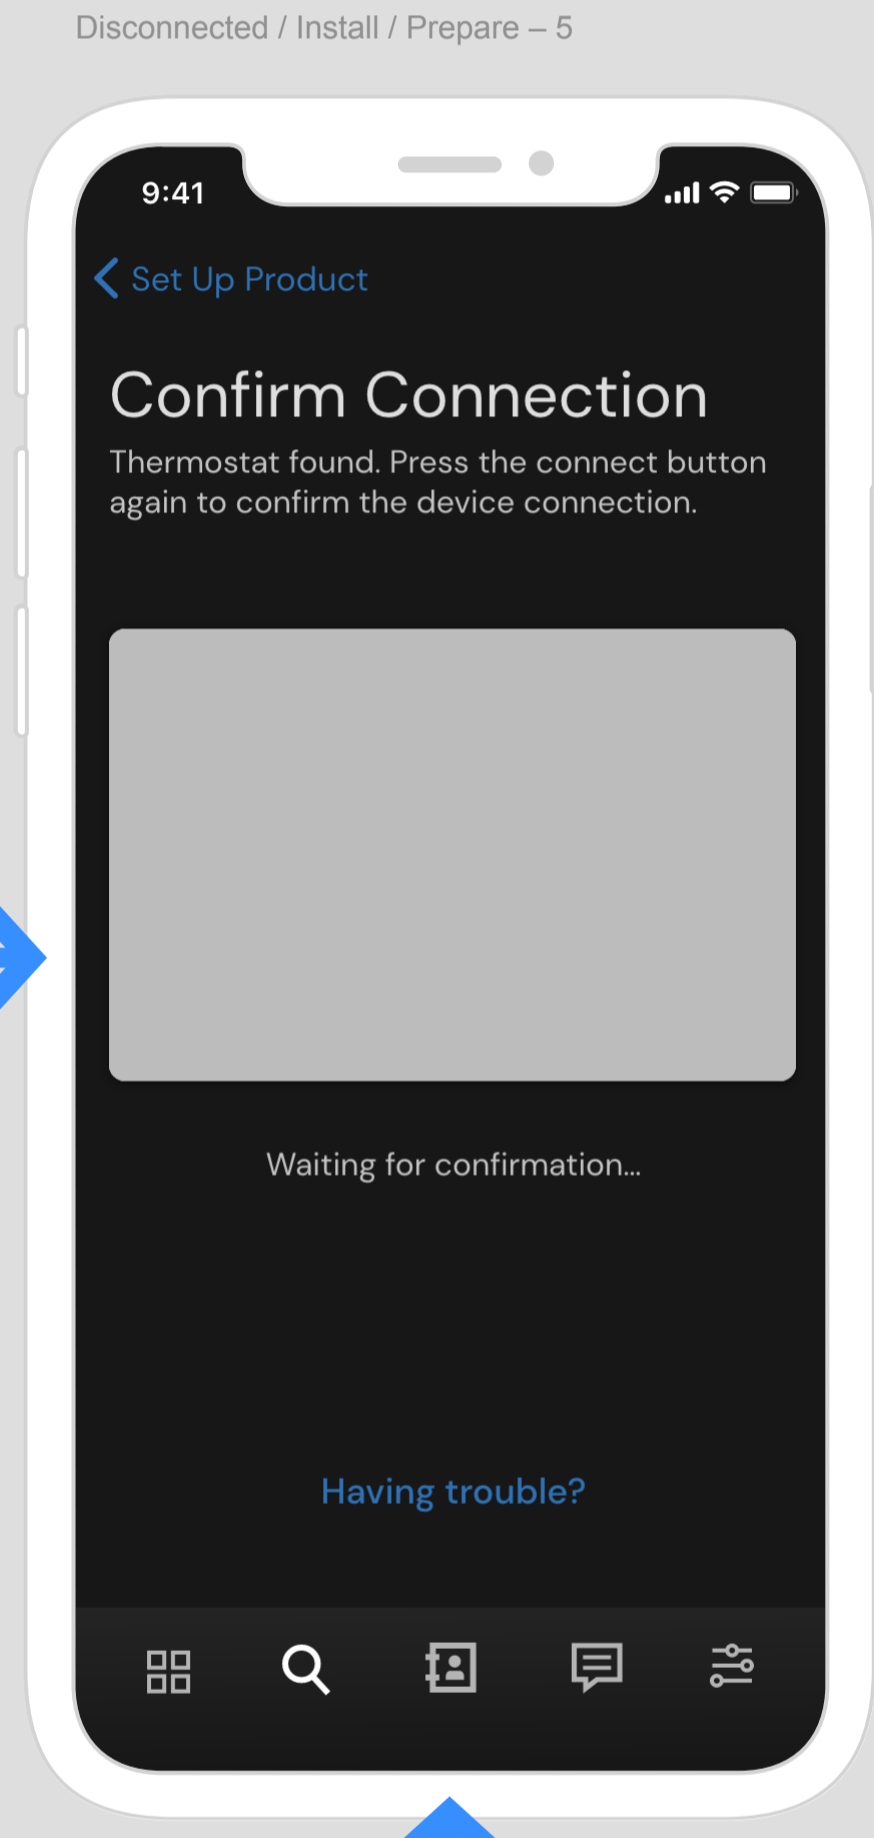 Disconnected / Install / Prepare – 5
9:41
Set Up Product
Confirm Connection
Thermostat found. Press the connect button
again to confirm the device connection.
Waiting for confirmation...
Having trouble?